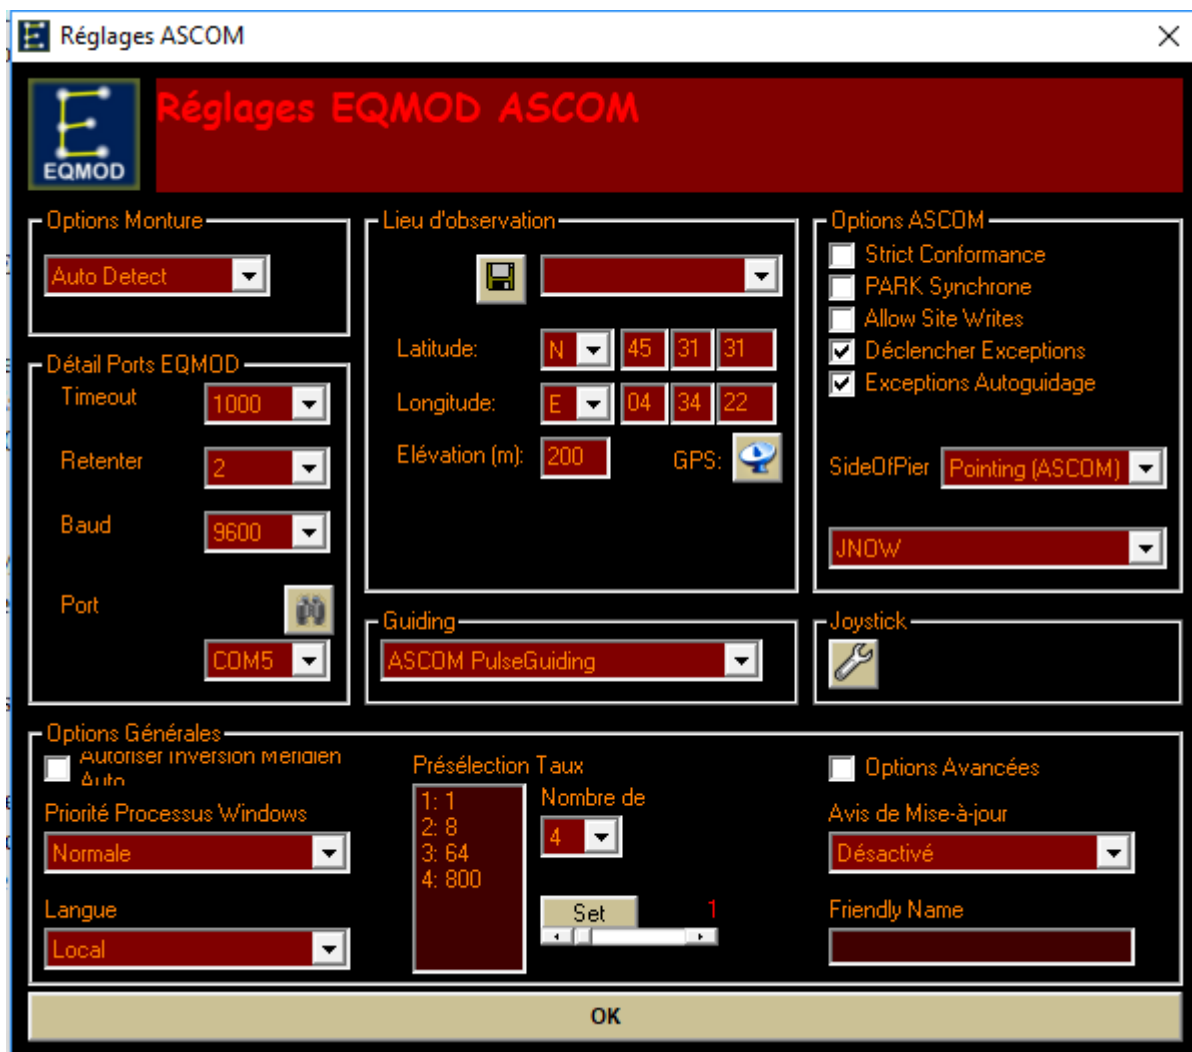 Réglages ASCOM
Réglages EQMOD ASCOM
EQMOD
Options Monture
Auto Detect
Détail Ports EQMOD
Timeout
1000
Retenter
2
Baud
9600
Port
COM5
Lieu d'observation
Latitude:
N 45 31 31
Longitude:
E 04 34 22
Elévation (m):
200
GPS:
Guiding
ASCOM PulseGuiding
Options ASCOM
Strict Conformance
PARK Synchrone
Allow Site Writes
Déclencher Exceptions
Exceptions Autoguidage
SideOfPier
Pointing (ASCOM)
JNOW
Joystick
Options Générales
Autoriser Inversion Méridien
Auto
Priorité Processus Windows
Normale
Langue
Local
Présélection Taux
1: 1
2: 8
3: 64
4: 800
Nombre de
4
Set
1
Options Avancées
Avis de Mise-à-jour
Désactivé
Friendly Name
OK